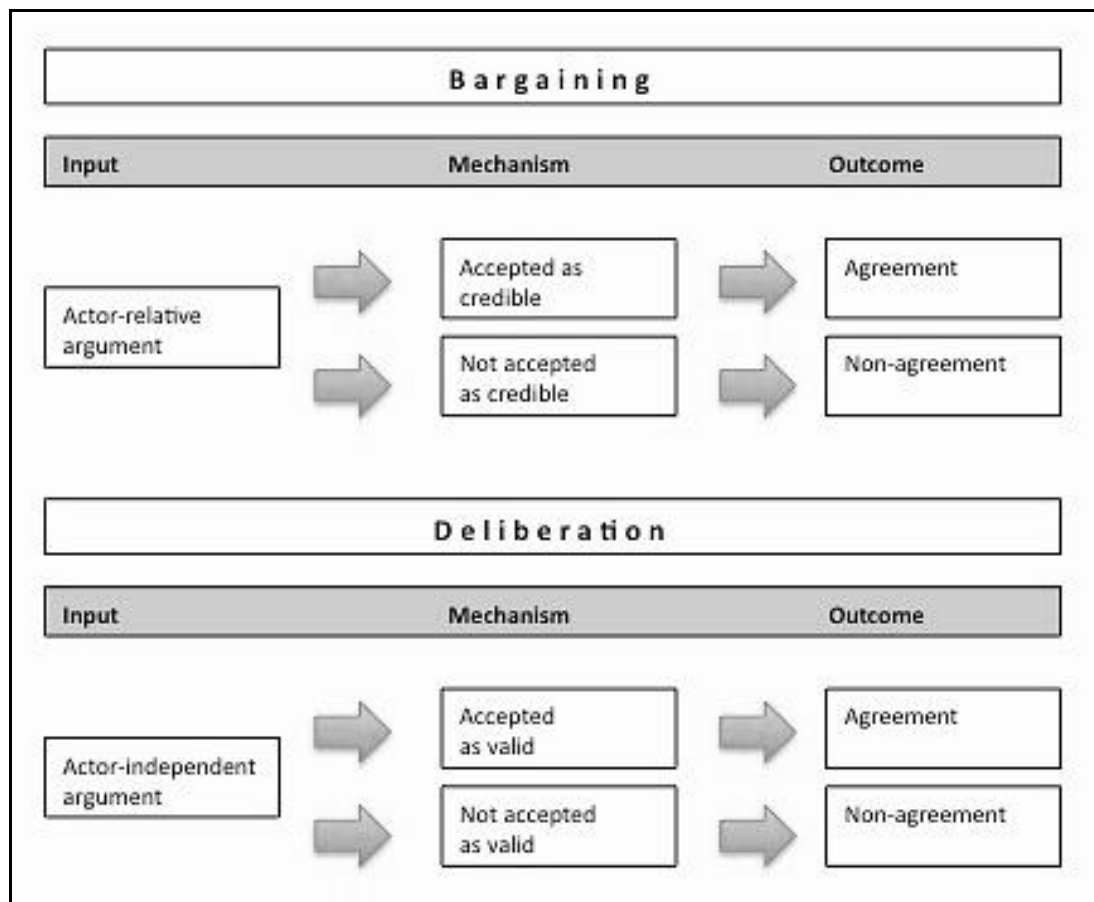 Bargaining
Input Mechanism Outcome
Accepted as
credible
Agreement
Actor-relative
argument
Not accepted
as credible
Non-agreement
Deliberation
Input Mechanism Outcome
Accepted
as valid
Agreement
Actor-independent
argument
Not accepted
as valid
Non-agreement